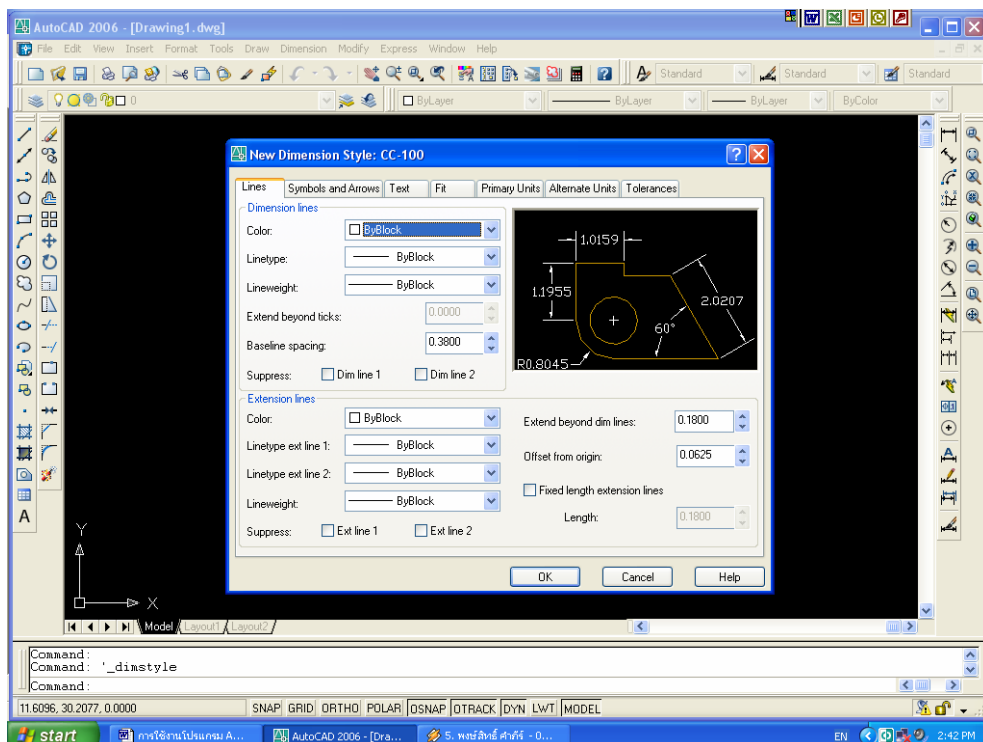 AutoCAD 2006 - [Drawing1.dwg]
File Edit View Insert Format Tools Draw Dimension Modify Express Window Help
Standard Standard Standard
0 ByLayer ByLayer ByLayer ByColor
New Dimension Style: CC-100
Lines Symbols and Arrows Text Fit Primary Units Alternate Units Tolerances
Dimension lines
Color: ByBlock
Linetype: ByBlock
Lineweight: ByBlock
Extend beyond ticks: 0.0000
Baseline spacing: 0.3800
Suppress: Dim line 1 Dim line 2
1.0159
1.1955
2.0207
60°
R0.8045
Extension lines
Color: ByBlock
Linetype ext line 1: ByBlock
Linetype ext line 2: ByBlock
Lineweight: ByBlock
Suppress: Ext line 1 Ext line 2
Extend beyond dim lines: 0.1800
Offset from origin: 0.0625
Fixed length extension lines
Length: 0.1800
OK Cancel Help
A
Y
X
Model Layout1 Layout2
Command:
Command: '_dimstyle
Command:
11.6096, 30.2077, 0.0000 SNAP GRID ORTHO POLAR OSNAP OTRACK DYN LWT MODEL
start การใช้งานโปรแกรม A... AutoCAD 2006 - [Dra... 5. พงษ์สิทธิ์ ศำภีร์ - 0... EN 2:42 PM